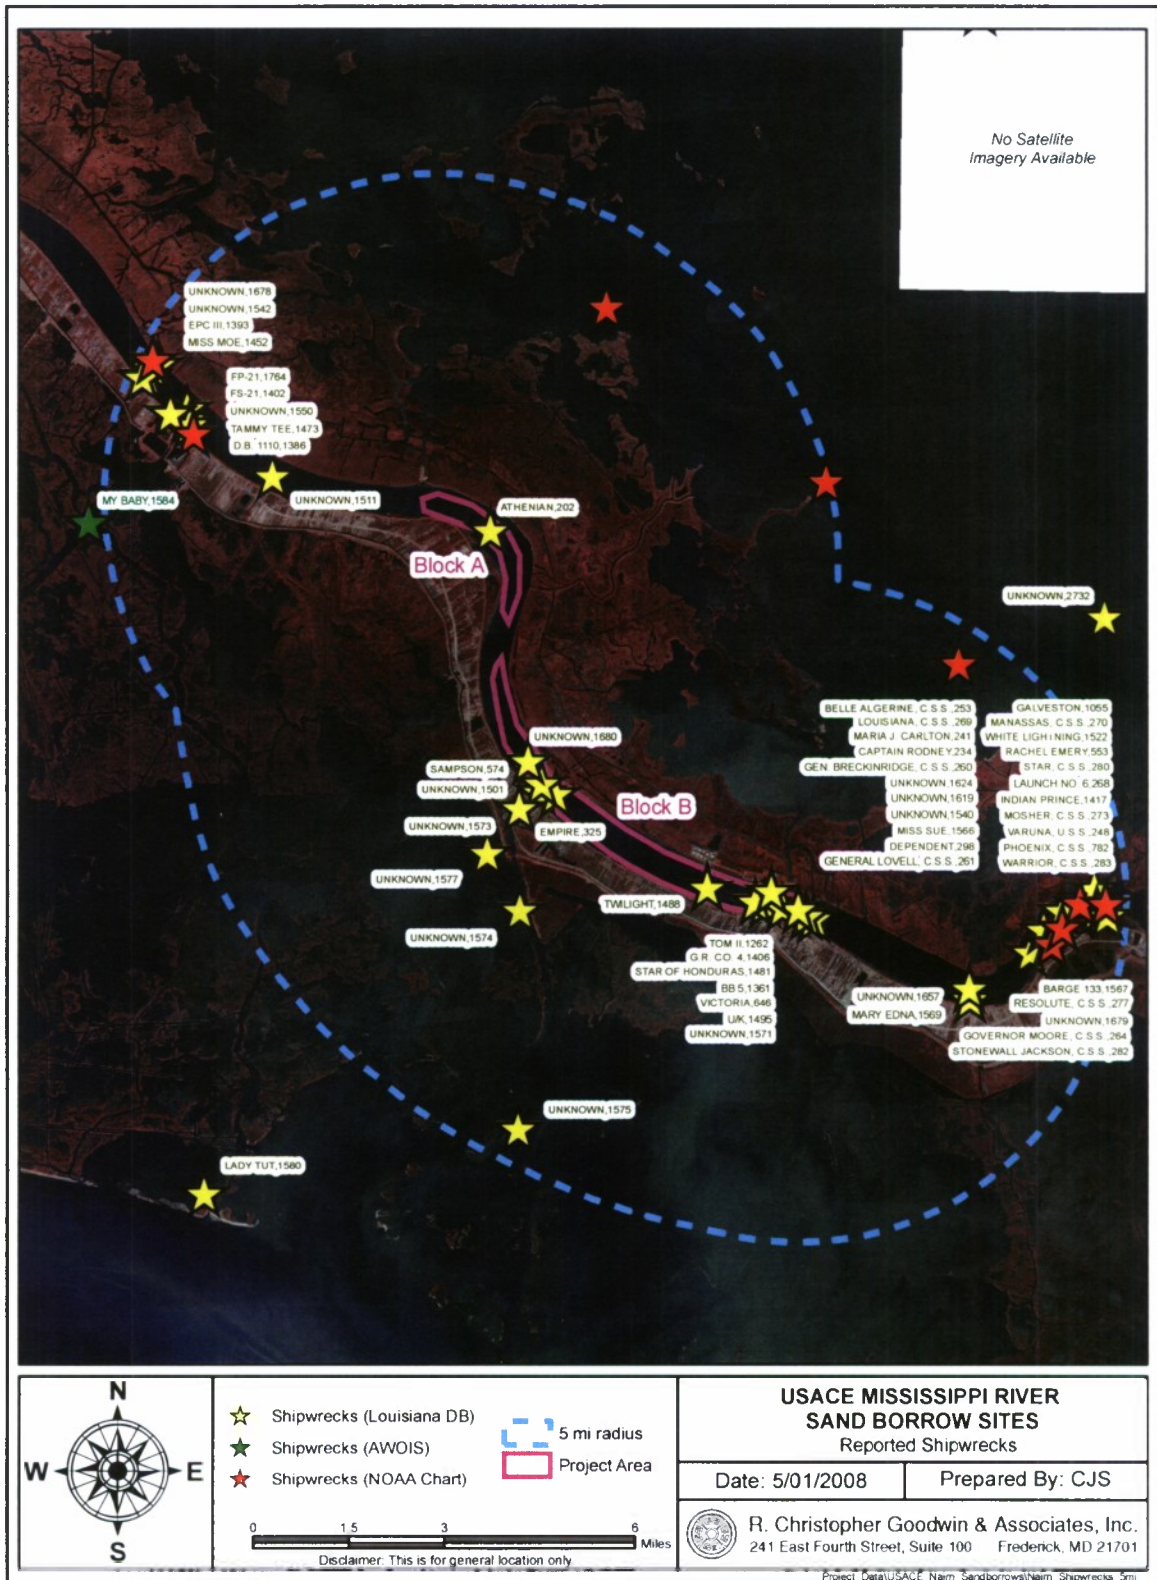 No Satellite
Imagery Available
UNKNOWN,1678
UNKNOWN,1542
EPC III,1393
MISS MOE,1452
FP-21,1764
FS-21,1402
UNKNOWN,1550
TAMMY TEE,1473
D.B. 1110,1386
MY BABY,1584
UNKNOWN,1511
ATHENIAN,202
Block A
UNKNOWN,2732
BELLE ALGERINE, C.S.S.,253
LOUISIANA, C.S.S.,269
MARIA J. CARLTON,241
CAPTAIN RODNEY,234
GEN. BRECKINRIDGE, C.S.S.,260
UNKNOWN,1624
UNKNOWN,1619
UNKNOWN,1540
MISS SUE,1566
DEPENDENT,298
GENERAL LOVELL, C.S.S.,261
GALVESTON,1055
MANASSAS, C.S.S.,270
WHITE LIGHTNING,1522
RACHEL EMERY,553
STAR, C.S.S.,280
LAUNCH NO. 6,268
INDIAN PRINCE,1417
MOSHER, C.S.S.,273
VARUNA, U.S.S.,248
PHOENIX, C.S.S.,782
WARRIOR, C.S.S.,283
UNKNOWN,1680
SAMPSON,574
UNKNOWN,1501
Block B
UNKNOWN,1573
EMPIRE,325
UNKNOWN,1577
TWILIGHT,1488
UNKNOWN,1574
TOM II,1262
G.R. CO. 4,1406
STAR OF HONDURAS,1481
BB 5,1361
VICTORIA,646
U/K,1495
UNKNOWN,1571
UNKNOWN,1657
MARY EDNA,1569
BARGE 133,1567
RESOLUTE, C.S.S.,277
UNKNOWN,1679
GOVERNOR MOORE, C.S.S.,264
STONEWALL JACKSON, C.S.S.,282
UNKNOWN,1575
LADY TUT,1580
N
W E
S
Shipwrecks (Louisiana DB)
Shipwrecks (AWOIS)
Shipwrecks (NOAA Chart)
5 mi radius
Project Area
0 1.5 3 6
Miles
Disclaimer: This is for general location only
USACE MISSISSIPPI RIVER
SAND BORROW SITES
Reported Shipwrecks
Date: 5/01/2008
Prepared By: CJS
R. Christopher Goodwin & Associates, Inc.
241 East Fourth Street, Suite 100 Frederick, MD 21701
Project Data\USACE_Nairn_Sandborrows\Nairn_Shipwrecks_5mi